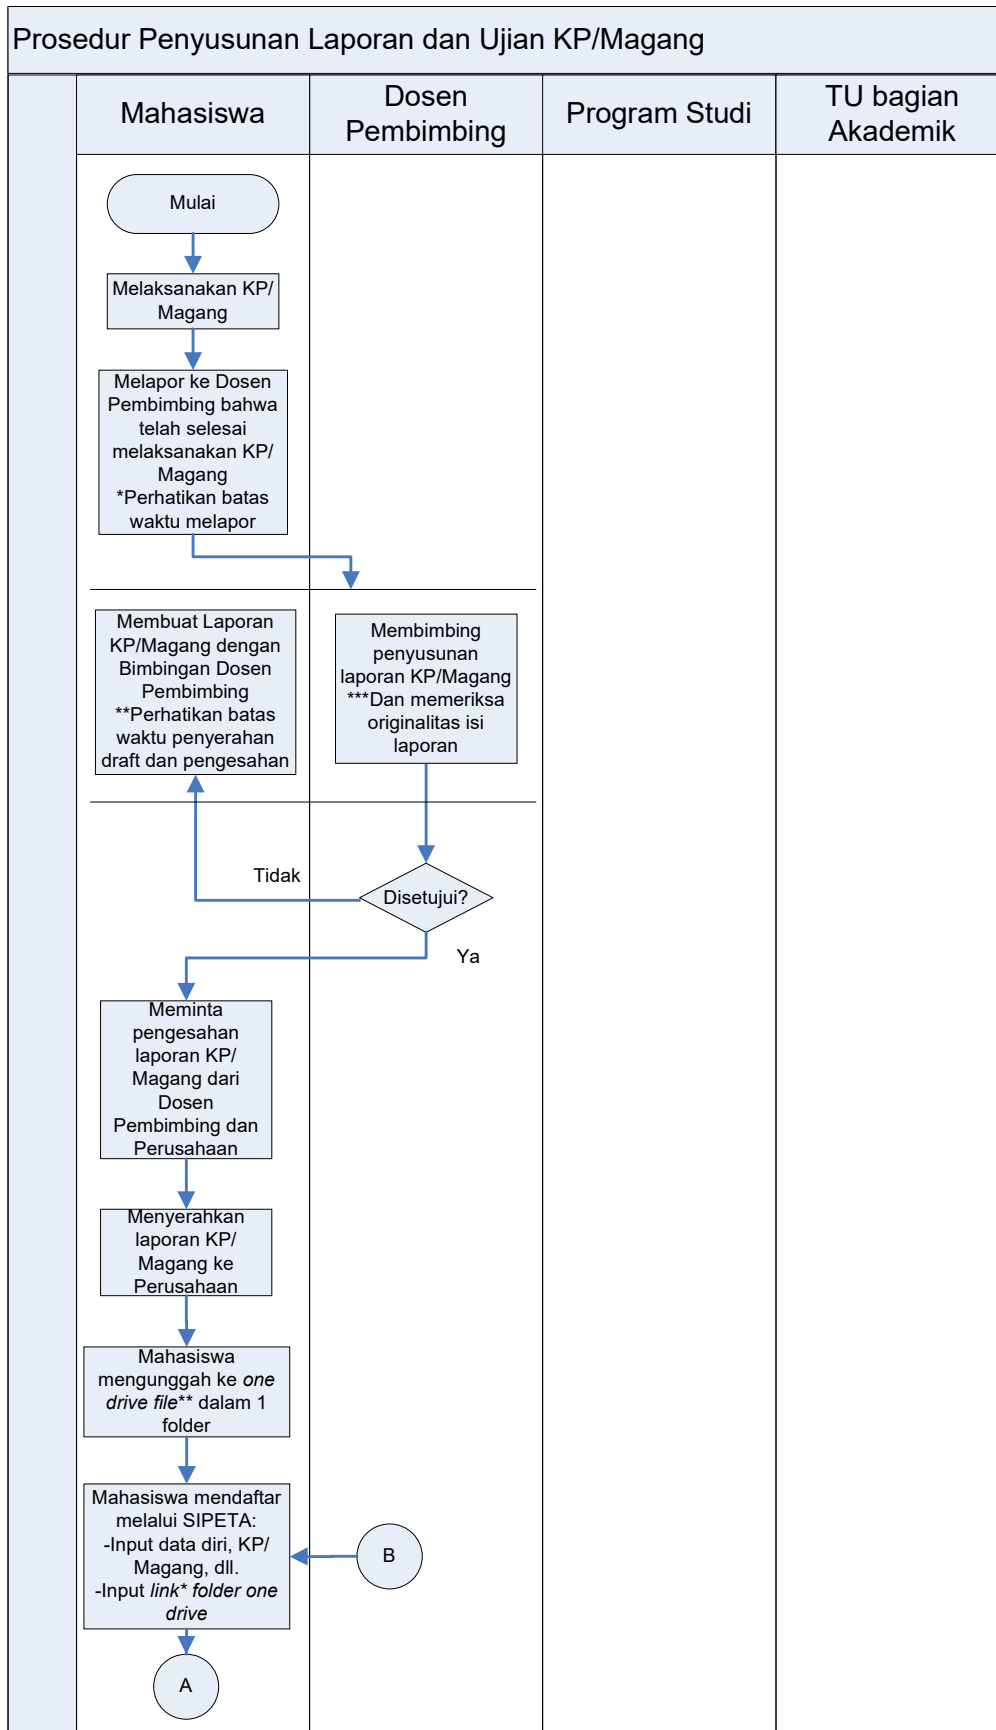 Prosedur Penyusunan Laporan dan Ujian KP/Magang
Mahasiswa
Dosen
Pembimbing
Program Studi
TU bagian
Akademik
Mulai
Melaksanakan KP/
Magang
Melapor ke Dosen
Pembimbing bahwa
telah selesai
melaksanakan KP/
Magang
*Perhatikan batas
waktu melapor
Membuat Laporan
KP/Magang dengan
Bimbingan Dosen
Pembimbing
**Perhatikan batas
waktu penyerahan
draft dan pengesahan
Membimbing
penyusunan
laporan KP/Magang
***Dan memeriksa
originalitas isi
laporan
Disetujui?
Tidak
Ya
Meminta
pengesahan
laporan KP/
Magang dari
Dosen
Pembimbing dan
Perusahaan
Menyerahkan
laporan KP/
Magang ke
Perusahaan
Mahasiswa
mengunggah ke one
drive file** dalam 1
folder
Mahasiswa mendaftar
melalui SIPETA:
-Input data diri, KP/
Magang, dll.
-Input link* folder one
drive
B
A